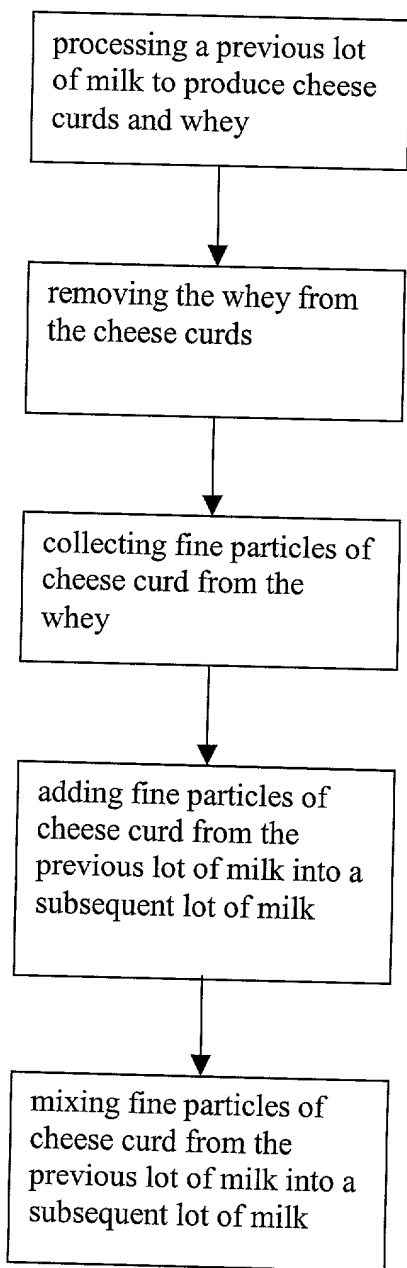 processing a previous lot
of milk to produce cheese
curds and whey
removing the whey from
the cheese curds
collecting fine particles of
cheese curd from the
whey
adding fine particles of
cheese curd from the
previous lot of milk into a
subsequent lot of milk
mixing fine particles of
cheese curd from the
previous lot of milk into a
subsequent lot of milk